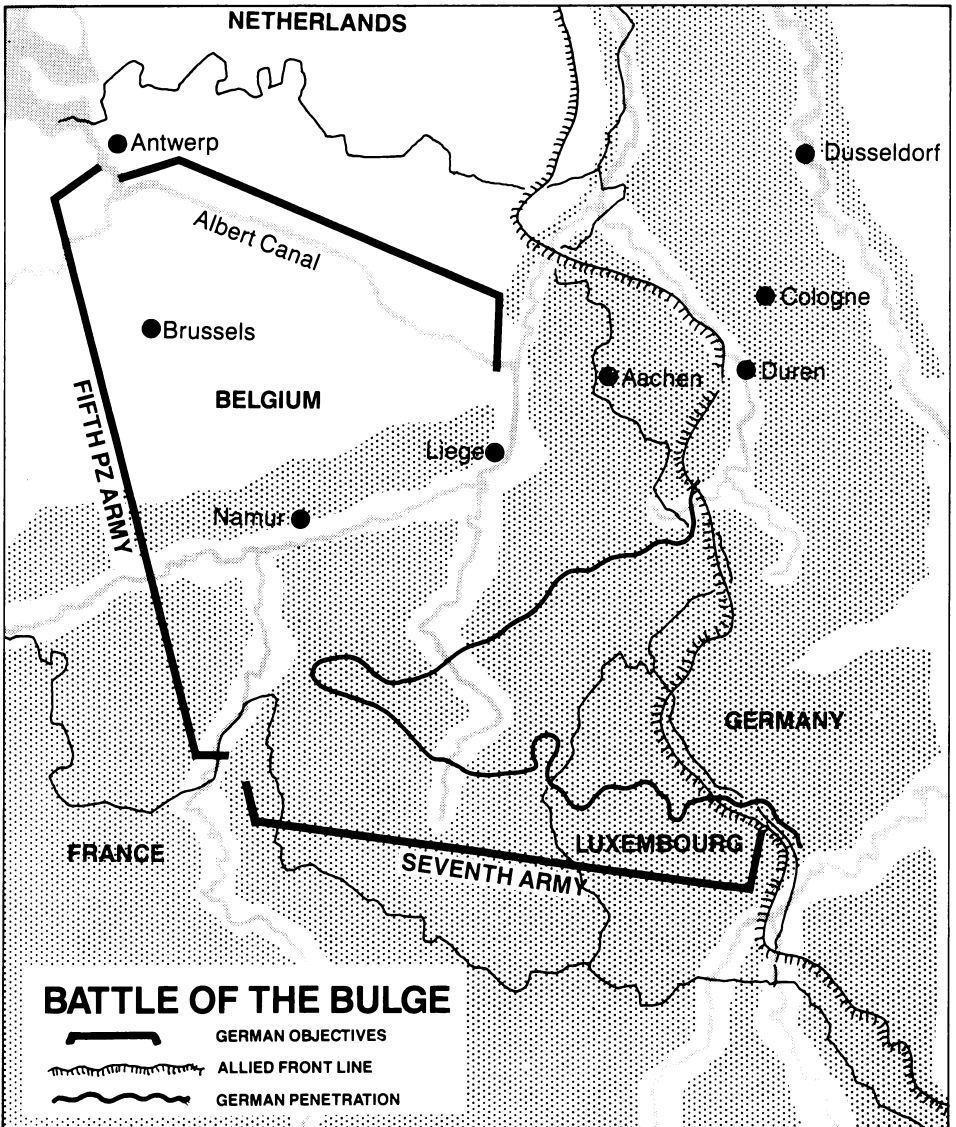 NETHERLANDS
Antwerp
Dusseldorf
Albert Canal
Cologne
Brussels
Aachen
Duren
BELGIUM
FIFTH PZ ARMY
Liege
Namur
GERMANY
LUXEMBOURG
FRANCE
SEVENTH ARMY
BATTLE OF THE BULGE
GERMAN OBJECTIVES
ALLIED FRONT LINE
GERMAN PENETRATION